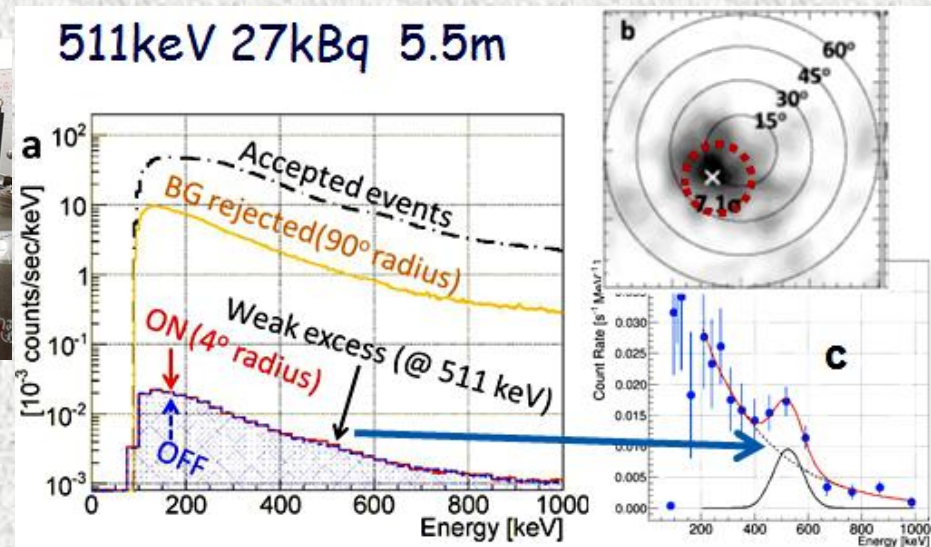 511keV 27kBq 5.5m
a
[10⁻³ counts/sec/keV]
10²
10
1
10⁻¹
10⁻²
10⁻³
Accepted events
BG rejected(90° radius)
ON (4° radius)
Weak excess (@ 511 keV)
OFF
0 200 400 600 800 1000
Energy [keV]
b
60°
45°
30°
15°
7.1σ
c
Count Rate [s⁻¹ MeV⁻¹]
0.035
0.030
0.025
0.020
0.015
0.010
0.005
0.000
200 400 600 800 1000
Energy [keV]